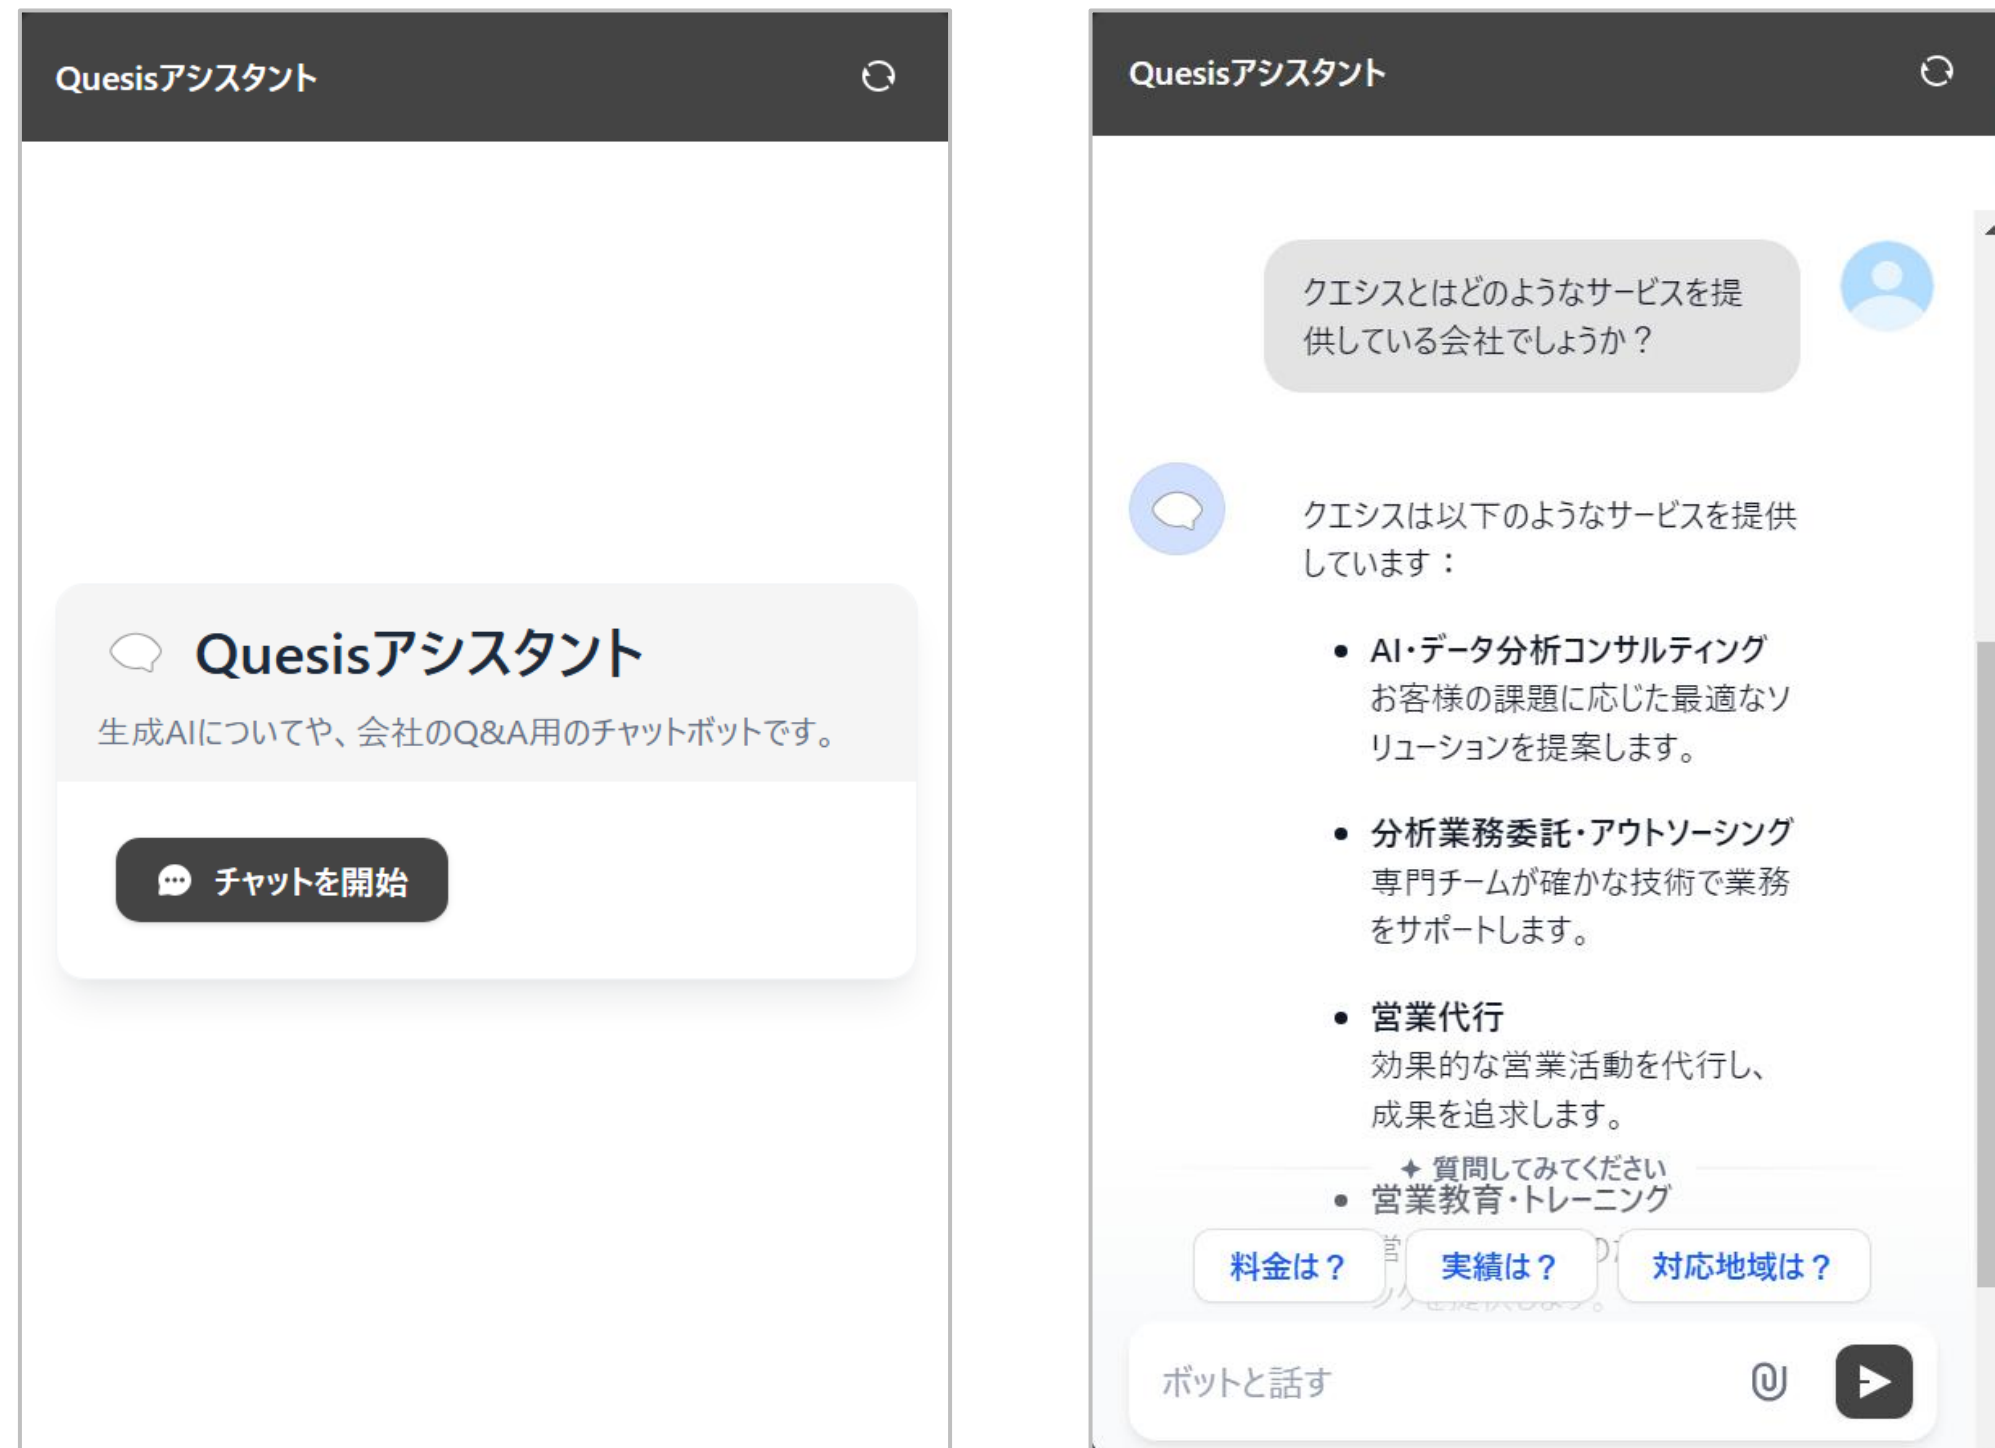 Quesisアシスタント
Quesisアシスタント
生成AIについてや、会社のQ&A用のチャットボットです。
チャットを開始
Quesisアシスタント
クエシスとはどのようなサービスを提
供している会社でしょうか？
クエシスは以下のようなサービスを提供
しています：
• AI・データ分析コンサルティング
お客様の課題に応じた最適なソ
リューションを提案します。
• 分析業務委託・アウトソーシング
専門チームが確かな技術で業務
をサポートします。
• 営業代行
効果的な営業活動を代行し、
成果を追求します。
質問してみてください
• 営業教育・トレーニング
料金は？ 実績は？ 対応地域は？
ボットと話す